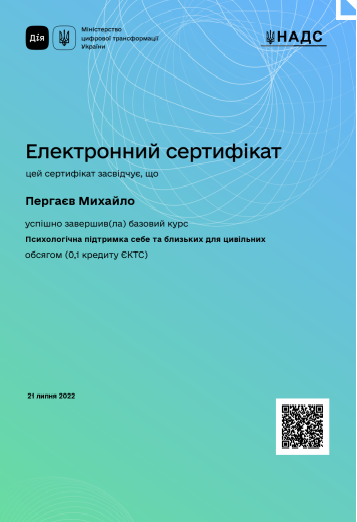 Дія
Міністерство
цифрової трансформації
України
НАДС
Електронний сертифікат
цей сертифікат засвідчує, що
Пергаєв Михайло
успішно завершив(ла) базовий курс
Психологічна підтримка себе та близьких для цивільних
обсягом (0,1 кредиту ЄКТС)
21 липня 2022